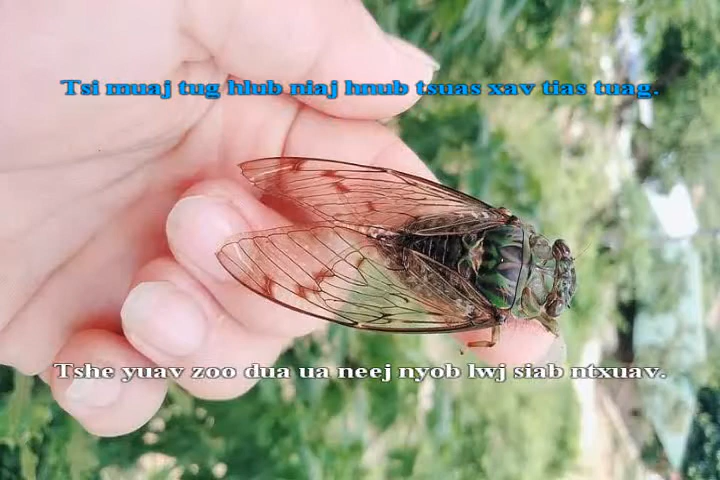 Tsi muaj tug hlub niaj hnub tsuas xav tias tuag.
Tshe yuav zoo dua ua neej nyob lwj siab ntxuav.